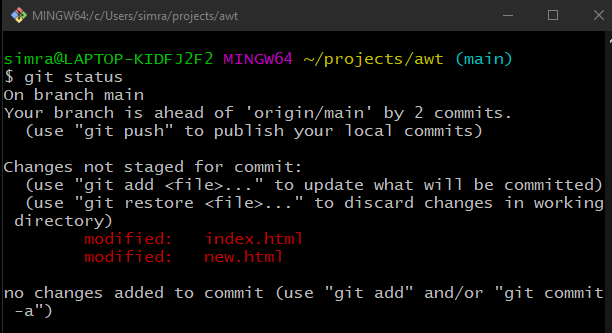 MINGW64:/c/Users/simra/projects/awt
simra@LAPTOP-KIDFJ2F2 MINGW64 ~/projects/awt (main)
$ git status
On branch main
Your branch is ahead of 'origin/main' by 2 commits.
  (use "git push" to publish your local commits)

Changes not staged for commit:
  (use "git add <file>..." to update what will be committed)
  (use "git restore <file>..." to discard changes in working
 directory)
        modified:   index.html
        modified:   new.html

no changes added to commit (use "git add" and/or "git commit
 -a")